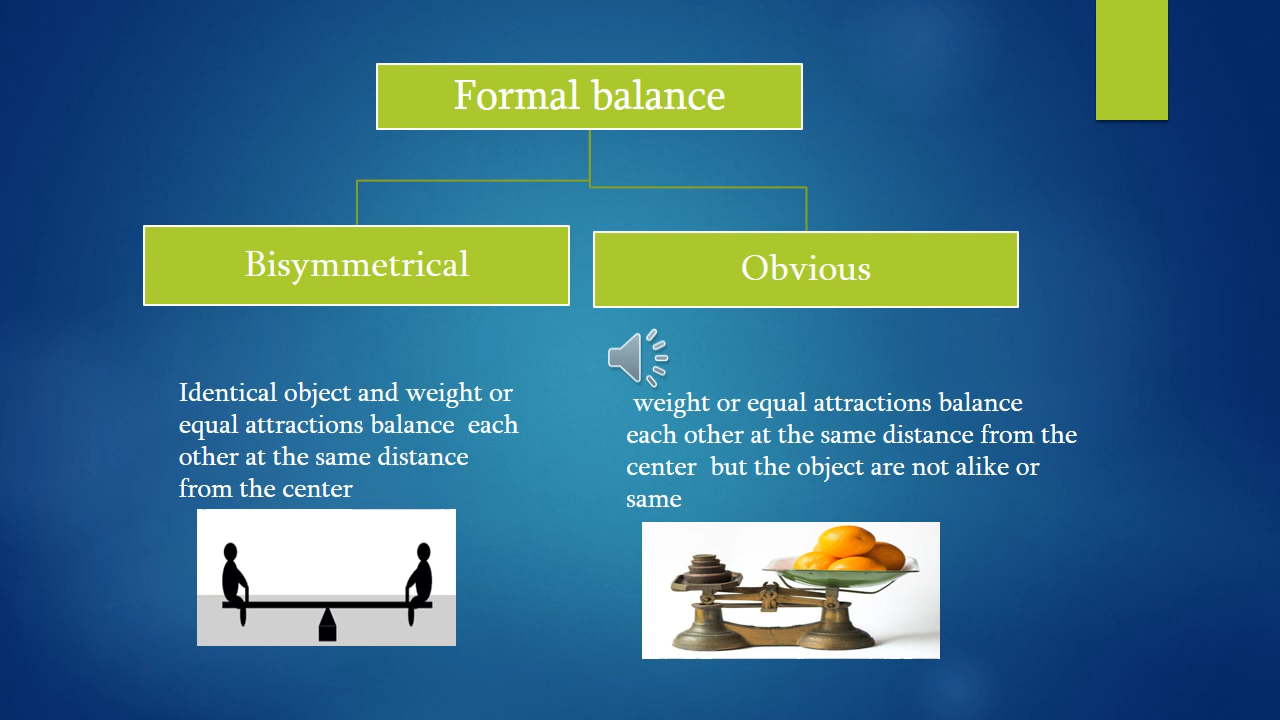 Formal balance
Bisymmetrical
Obvious
Identical object and weight or
equal attractions balance  each
other at the same distance
from the center
weight or equal attractions balance
each other at the same distance from the
center  but the object are not alike or
same